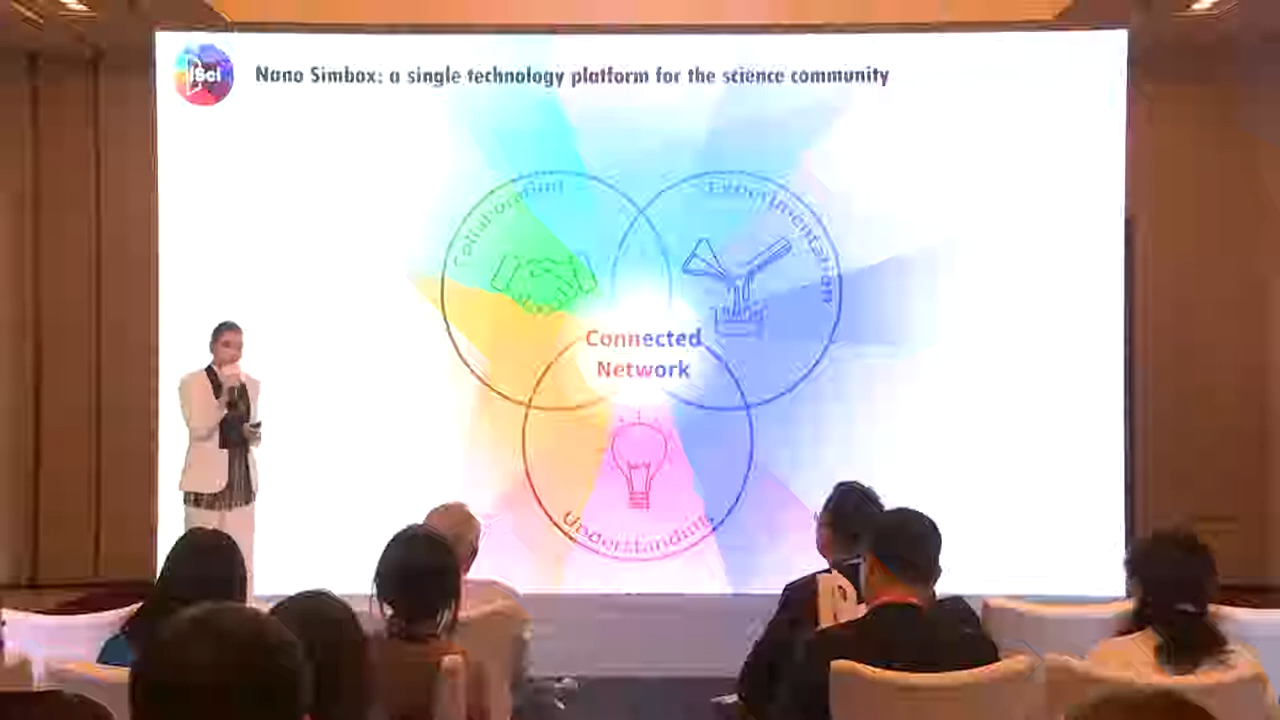 iSci
Nano Simbox: a single technology platform for the science community
Collaboration
Experimentation
Connected
Network
Understanding